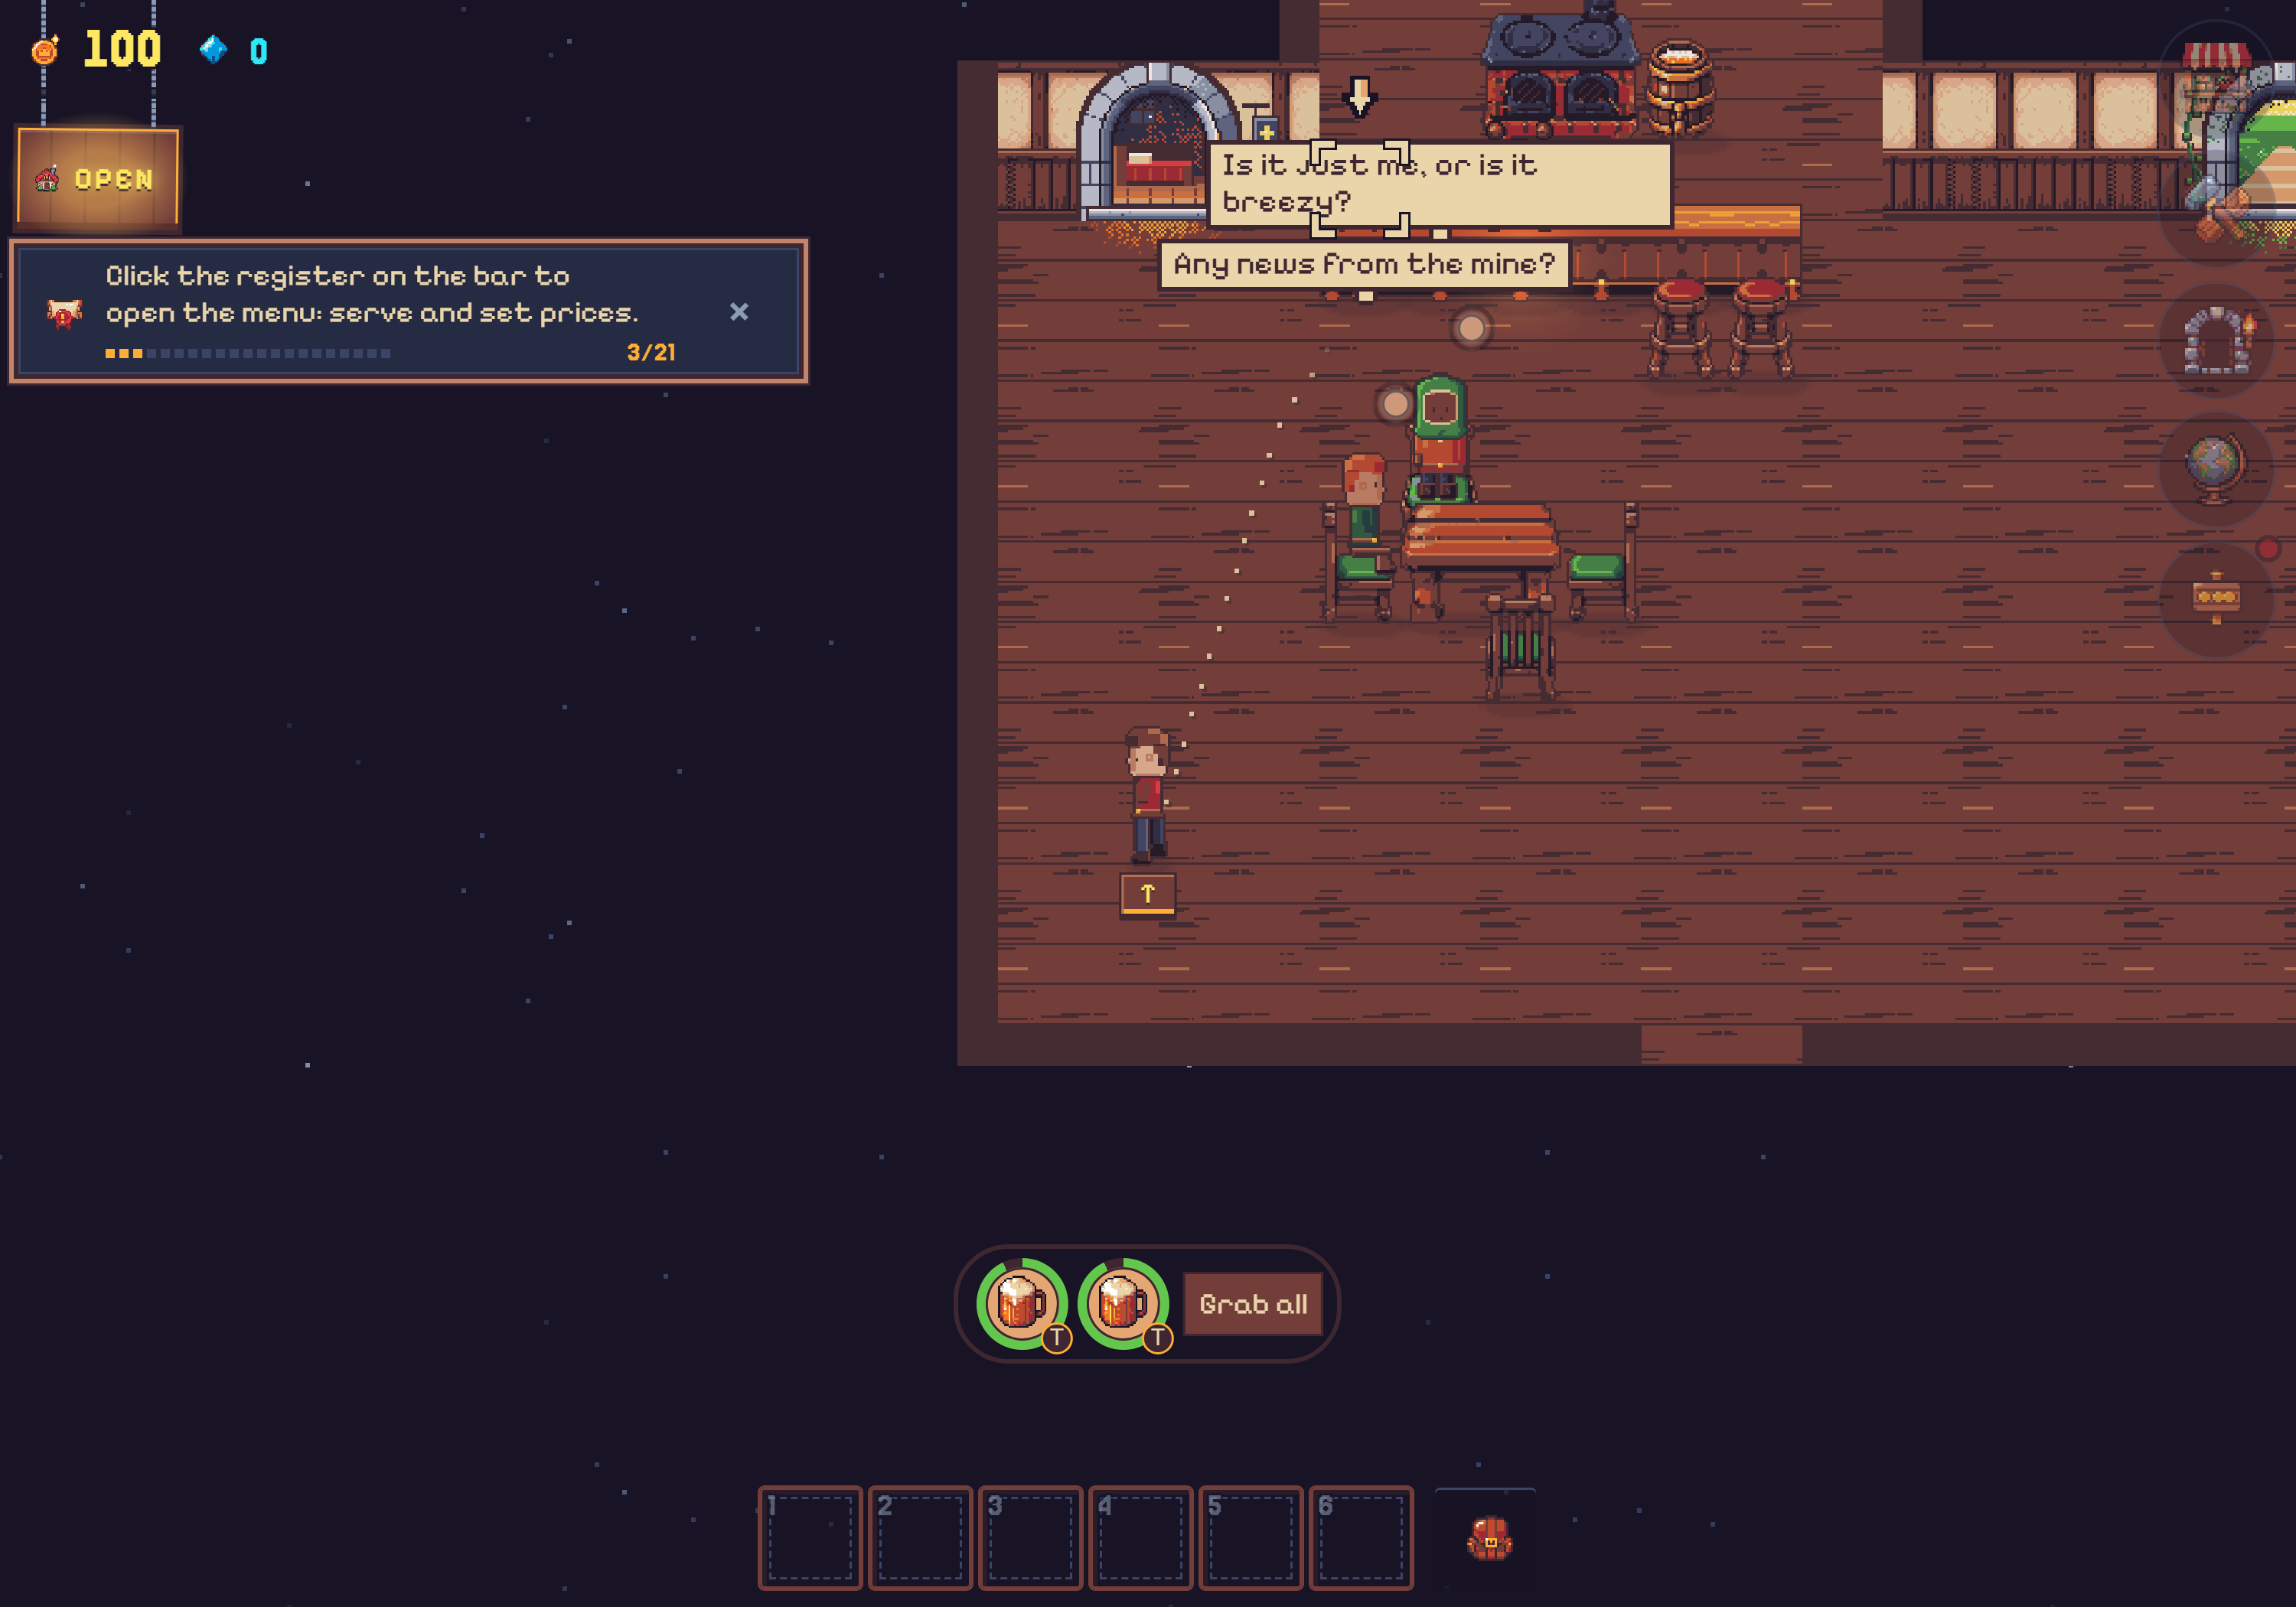 100
0
OPEN
Click the register on the bar to
open the menu: serve and set prices.
3/21
Is it just me, or is it
breezy?
Any news from the mine?
↑
T
T
Grab all
1
2
3
4
5
6